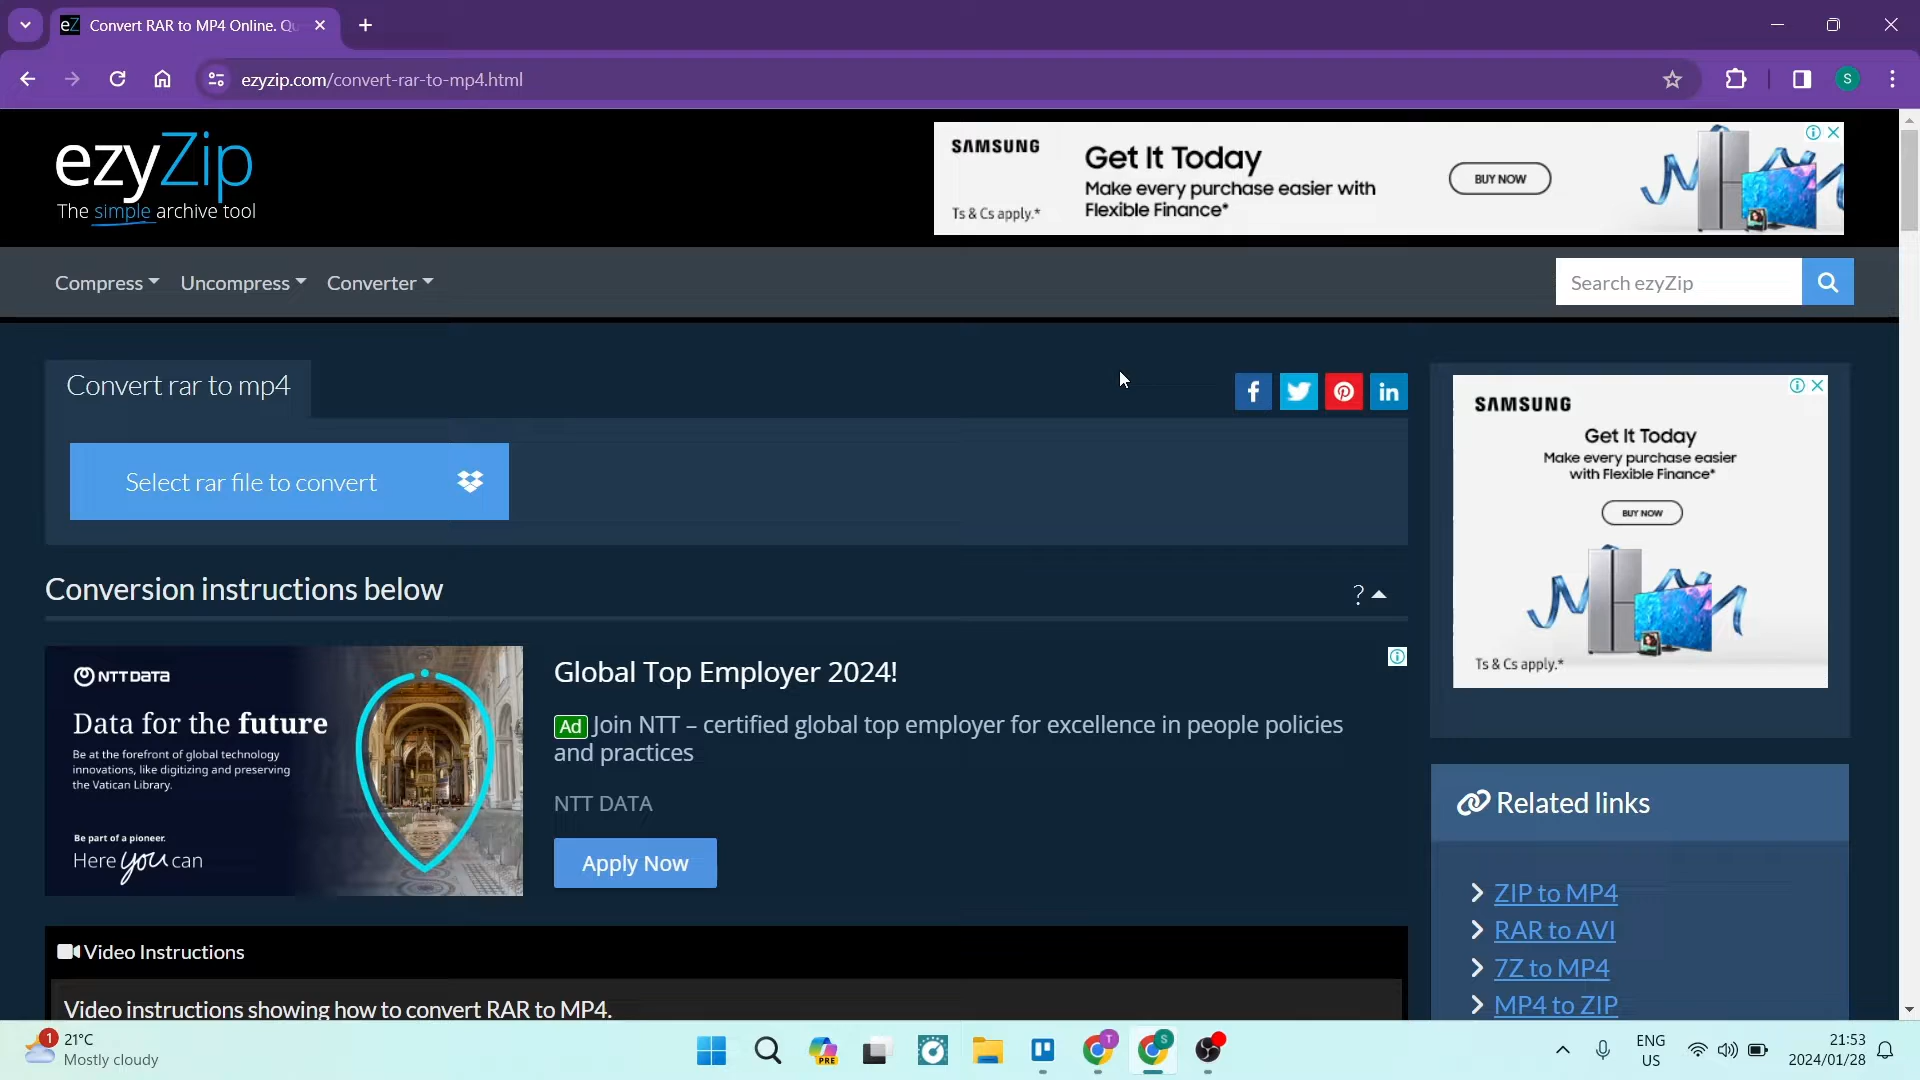 Convert RAR to MP4 Online. Qu
ezyzip.com/convert-rar-to-mp4.html
S
ezyZip
The simple archive tool
SAMSUNG
Get It Today
Make every purchase easier with
Flexible Finance*
Ts & Cs apply.*
BUY NOW
Compress
Uncompress
Converter
Search ezyZip
Convert rar to mp4
Select rar file to convert
SAMSUNG
Get It Today
Make every purchase easier
with Flexible Finance*
BUY NOW
Ts & Cs apply.*
Conversion instructions below
?
NTT DATA
Data for the future
Be at the forefront of global technology
innovations, like digitizing and preserving
the Vatican Library.
Be part of a pioneer.
Here you can
Global Top Employer 2024!
Ad Join NTT – certified global top employer for excellence in people policies
and practices
NTT DATA
Apply Now
Related links
ZIP to MP4
RAR to AVI
7Z to MP4
MP4 to ZIP
Video Instructions
Video instructions showing how to convert RAR to MP4.
1
21°C
Mostly cloudy
PRE
T
S
ENG
US
21:53
2024/01/28